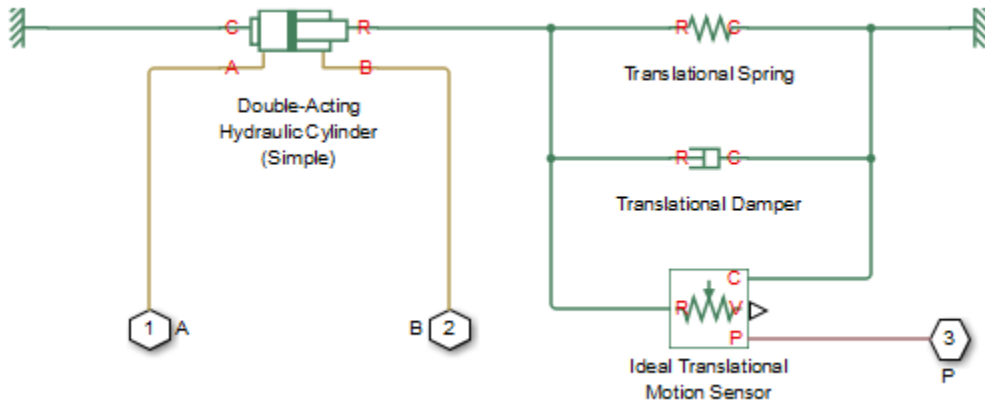 C
R
R
C
A
B
Translational Spring
Double-Acting
Hydraulic Cylinder
(Simple)
R
C
Translational Damper
C
R
V
P
1
A
B
2
3
P
Ideal Translational
Motion Sensor